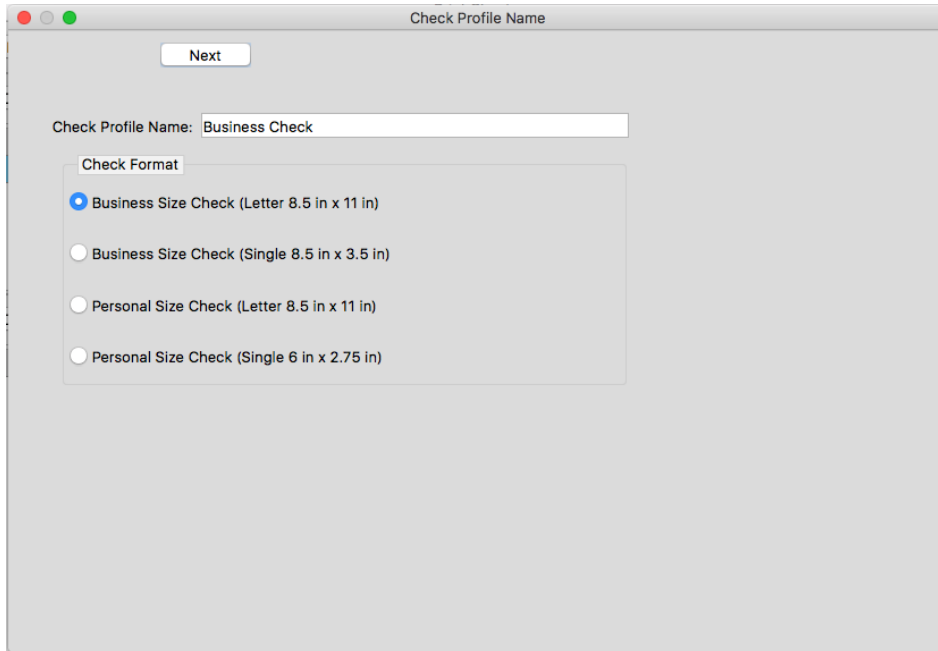 Check Profile Name
Next
Check Profile Name: Business Check
Check Format
Business Size Check (Letter 8.5 in x 11 in)
Business Size Check (Single 8.5 in x 3.5 in)
Personal Size Check (Letter 8.5 in x 11 in)
Personal Size Check (Single 6 in x 2.75 in)